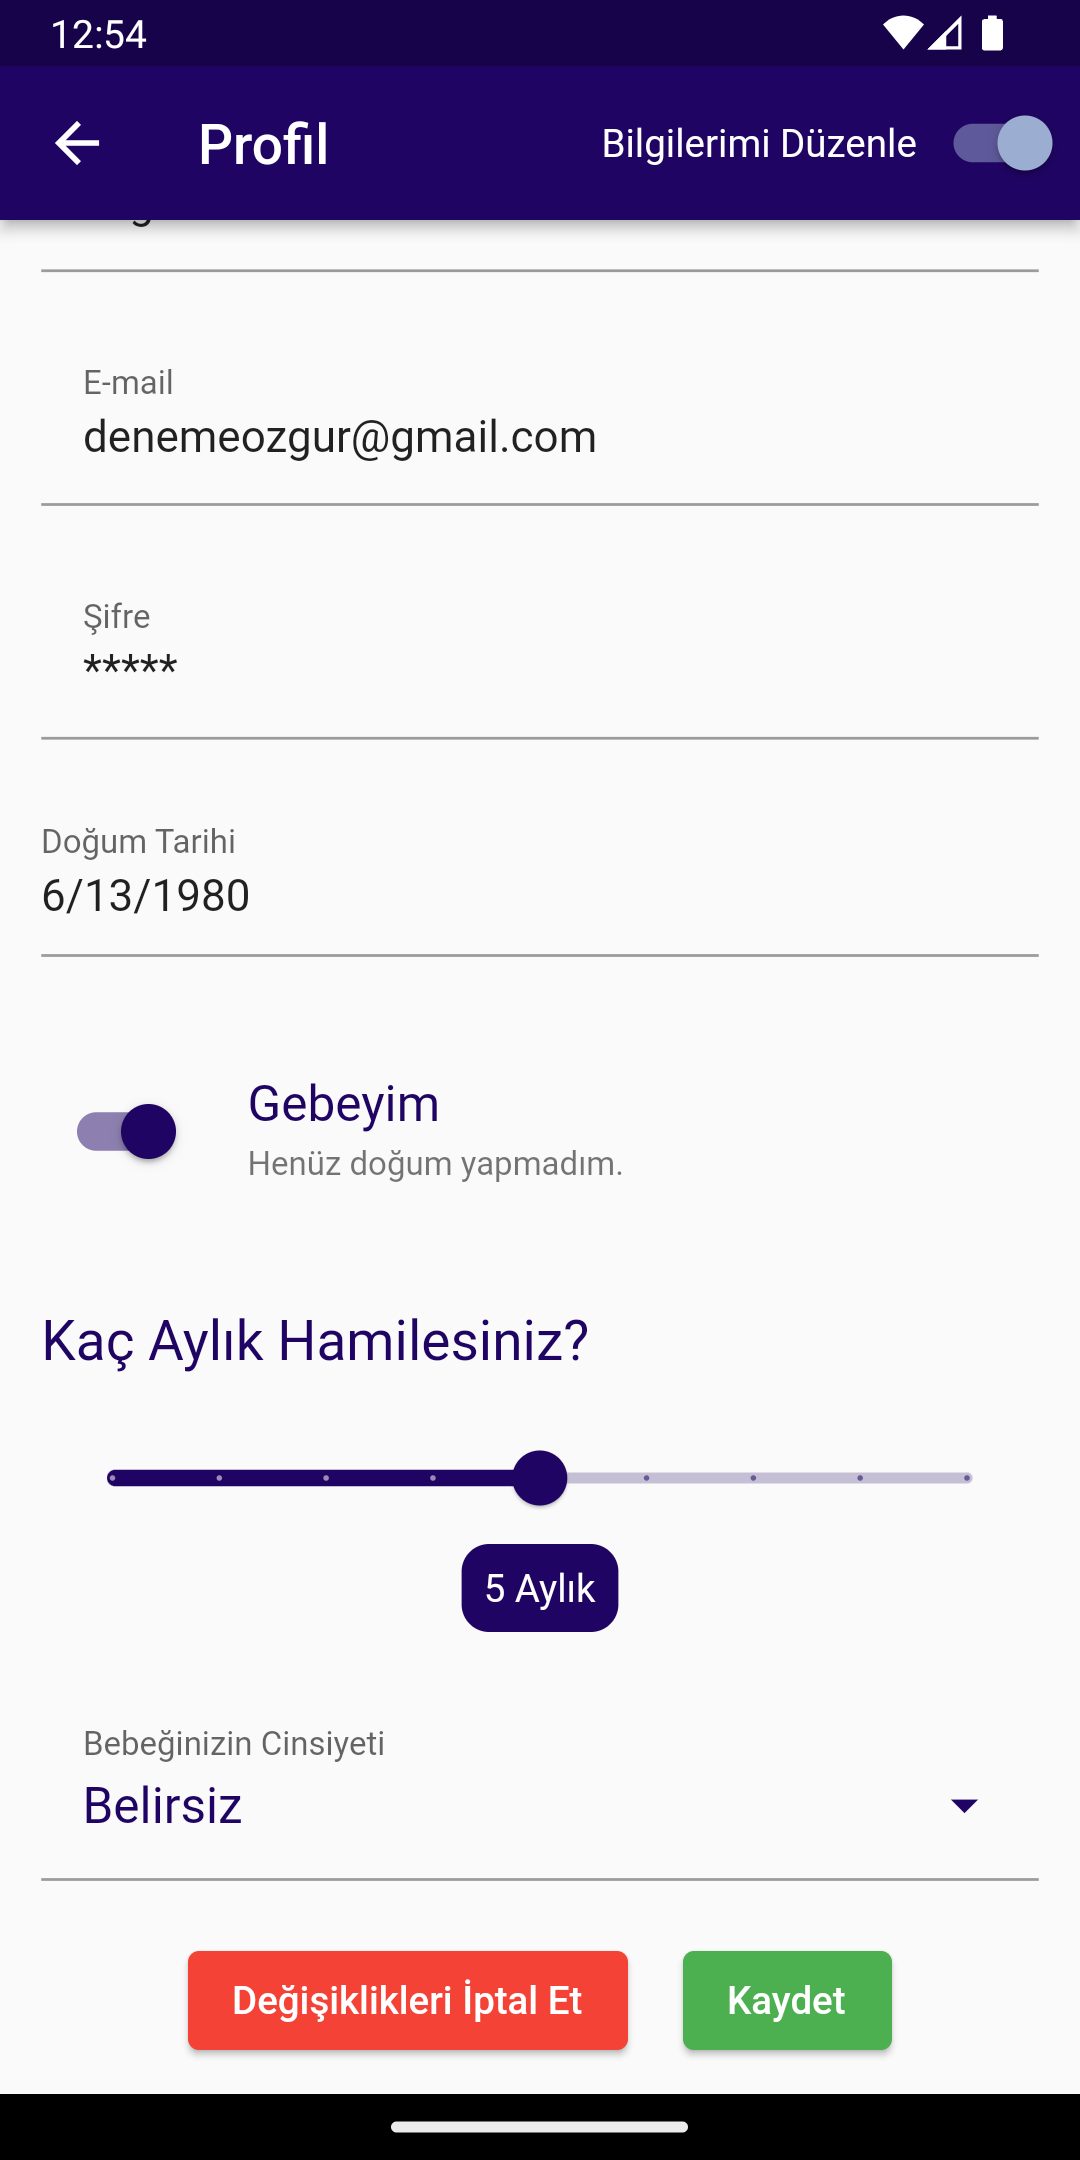 12:54
Profil
Bilgilerimi Düzenle
E-mail
denemeozgur@gmail.com
Şifre
*****
Doğum Tarihi
6/13/1980
Gebeyim
Henüz doğum yapmadım.
Kaç Aylık Hamilesiniz?
5 Aylık
Bebeğinizin Cinsiyeti
Belirsiz
Değişiklikleri İptal Et
Kaydet